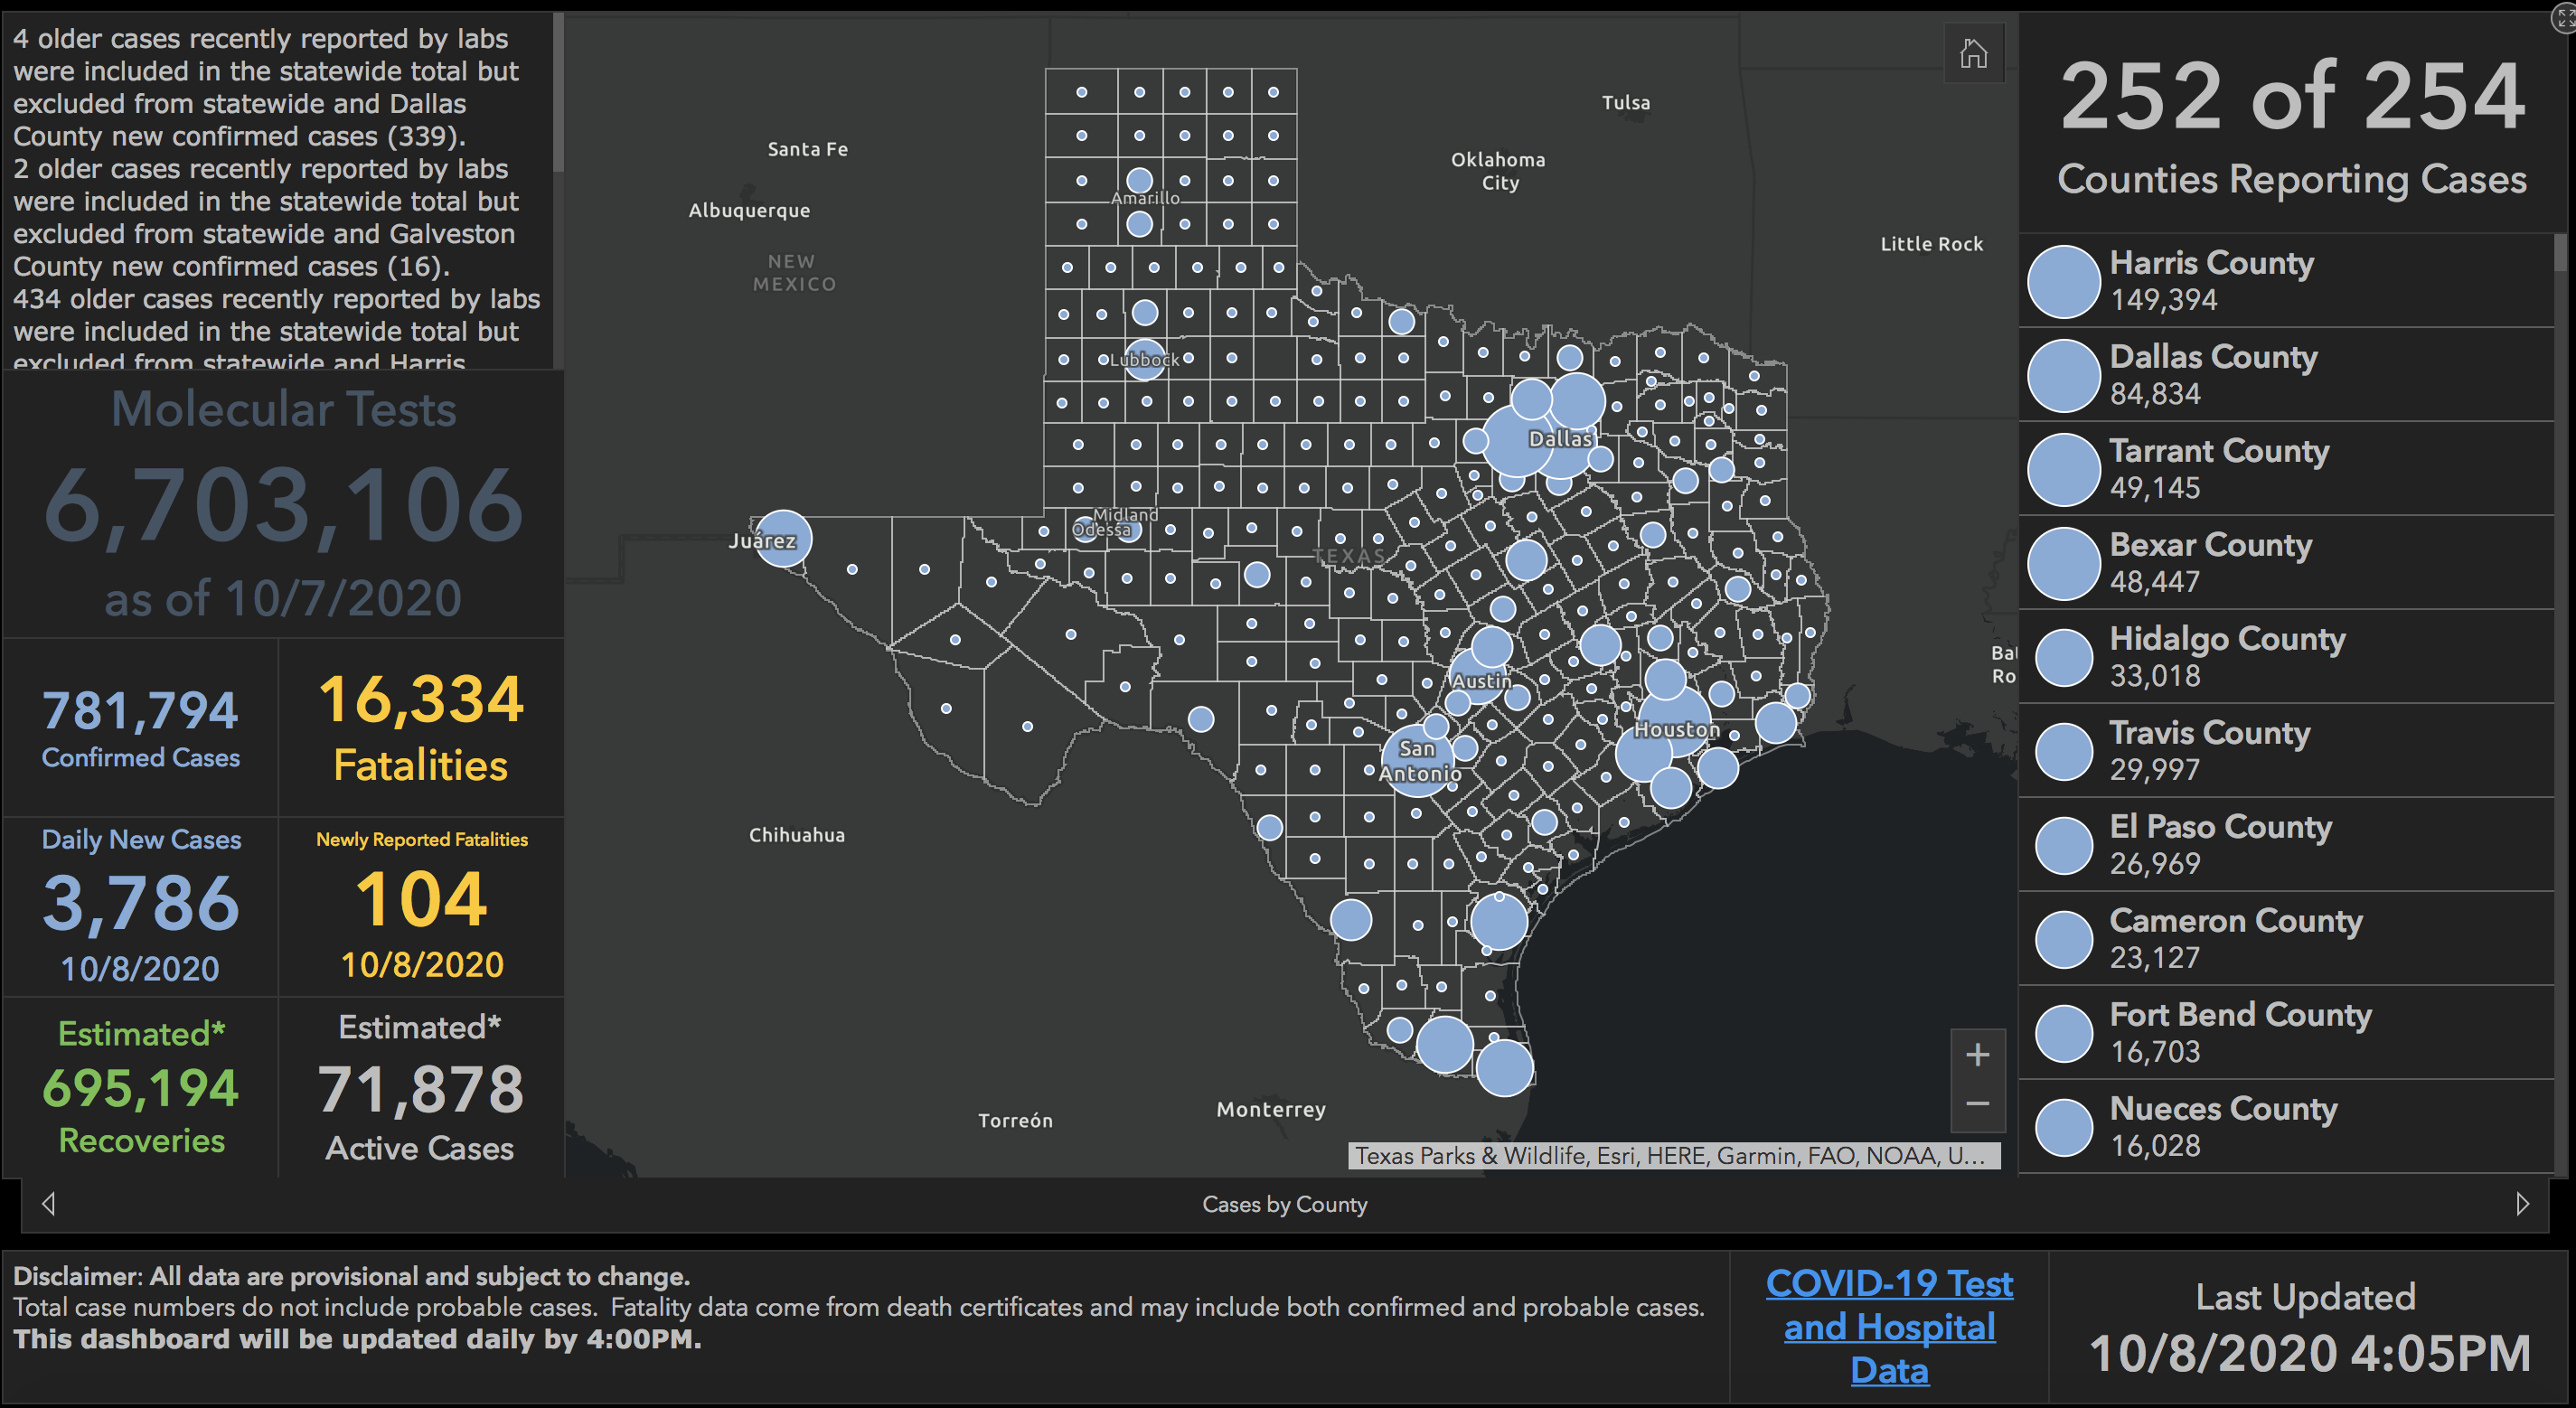 4 older cases recently reported by labs
were included in the statewide total but
excluded from statewide and Dallas
County new confirmed cases (339).
2 older cases recently reported by labs
were included in the statewide total but
excluded from statewide and Galveston
County new confirmed cases (16).
434 older cases recently reported by labs
were included in the statewide total but
excluded from statewide and Harris
Molecular Tests
6,703,106
as of 10/7/2020
781,794
Confirmed Cases
16,334
Fatalities
Daily New Cases
3,786
10/8/2020
Newly Reported Fatalities
104
10/8/2020
Estimated*
695,194
Recoveries
Estimated*
71,878
Active Cases
Tulsa
Santa Fe
Oklahoma
City
Amarillo
Albuquerque
Little Rock
NEW
MEXICO
Lubbock
Dallas
Midland
Odessa
Juárez
TEXAS
Bat
Ro
Austin
Houston
San
Antonio
Chihuahua
Monterrey
Torreón
+
−
Texas Parks & Wildlife, Esri, HERE, Garmin, FAO, NOAA, U...
252 of 254
Counties Reporting Cases
Harris County
149,394
Dallas County
84,834
Tarrant County
49,145
Bexar County
48,447
Hidalgo County
33,018
Travis County
29,997
El Paso County
26,969
Cameron County
23,127
Fort Bend County
16,703
Nueces County
16,028
Cases by County
Disclaimer: All data are provisional and subject to change.
Total case numbers do not include probable cases. Fatality data come from death certificates and may include both confirmed and probable cases.
This dashboard will be updated daily by 4:00PM.
COVID-19 Test
and Hospital
Data
Last Updated
10/8/2020 4:05PM